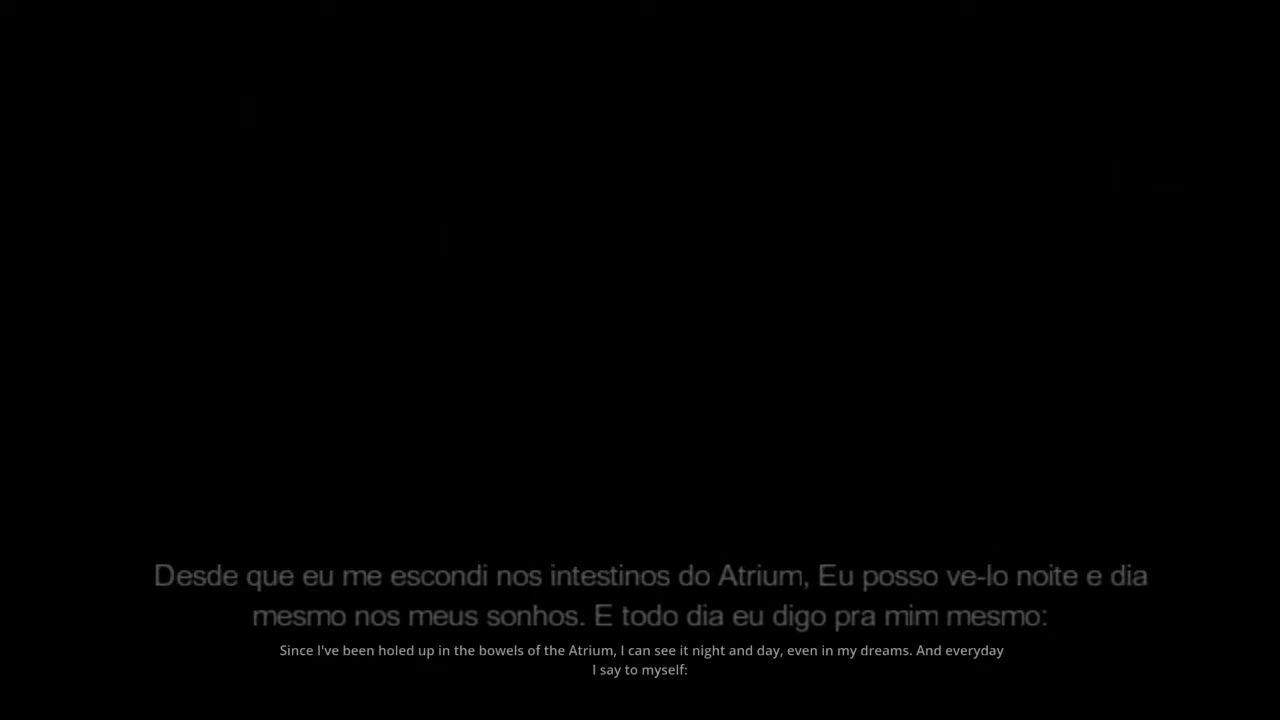 Desde que eu me escondi nos intestinos do Atrium, Eu posso ve-lo noite e dia
mesmo nos meus sonhos. E todo dia eu digo pra mim mesmo:
Since I've been holed up in the bowels of the Atrium, I can see it night and day, even in my dreams. And everyday
I say to myself: